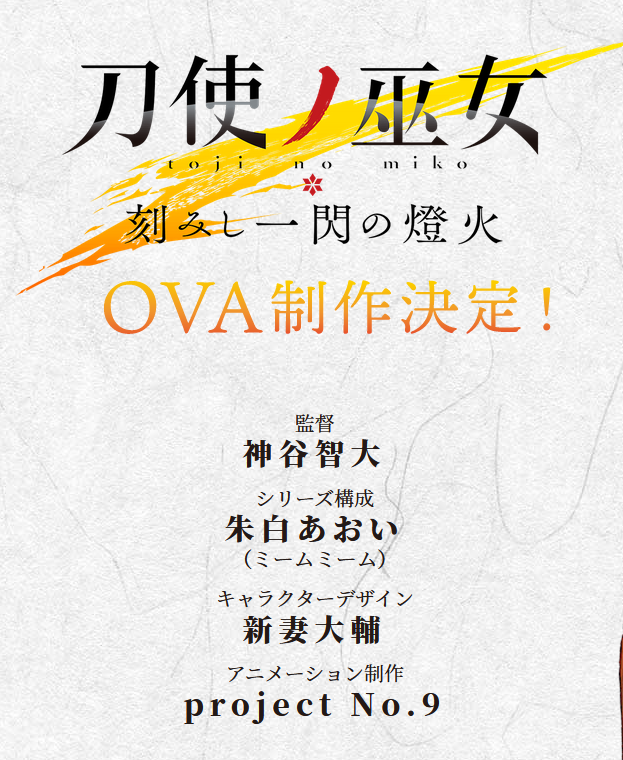 刀使ノ巫女
toji no miko
刻みし一閃の燈火
OVA制作決定！
監督
神谷智大
シリーズ構成
朱白あおい
（ミームミーム）
キャラクターデザイン
新妻大輔
アニメーション制作
project No.9